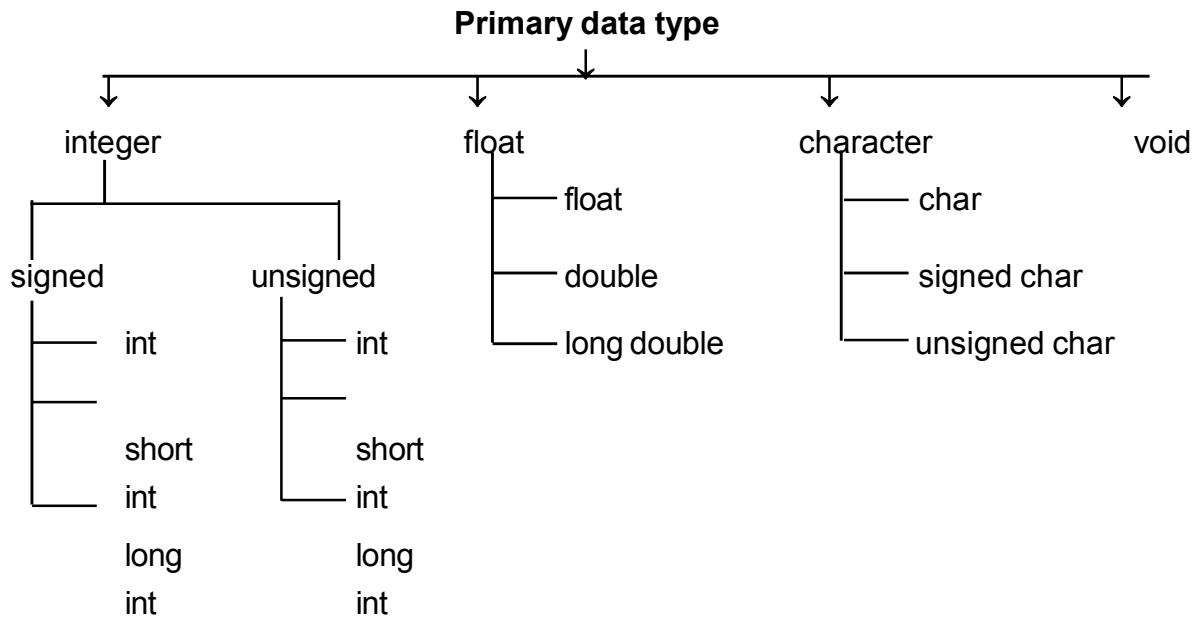 Primary data type
integer float character void
float char
signed unsigned double signed char
int int long double unsigned char
short short
int int
long long
int int